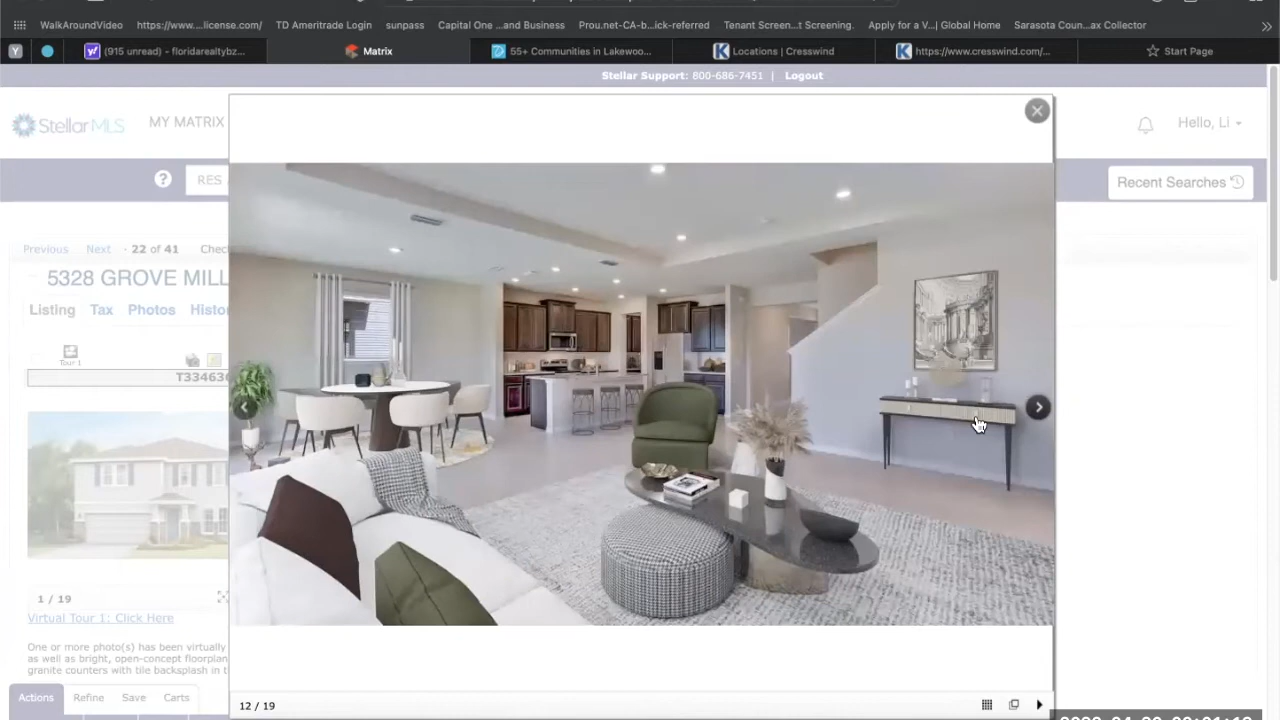 WalkAroundVideo https://www....license.com/ TD Ameritrade Login sunpass Capital One ...and Business Prou.net-CA-b...ick-referred Tenant Screen...t Screening. Apply for a V...| Global Home Sarasota Coun...ax Collector
Y (915 unread) - floridarealtybz... Matrix 55+ Communities in Lakewoo... Locations | Cresswind https://www.cresswind.com/... Start Page
Stellar Support: 800-686-7451 | Logout
StellarMLS MY MATRIX Hello, Li
? RES Recent Searches
Previous Next · 22 of 41 Chec
5328 GROVE MILL
Listing Tax Photos Histo
Tour 1
T334636
1 / 19
Virtual Tour 1: Click Here
One or more photo(s) has been virtually
as well as bright, open-concept floorplan
granite counters with tile backsplash in t
Actions Refine Save Carts
12 / 19